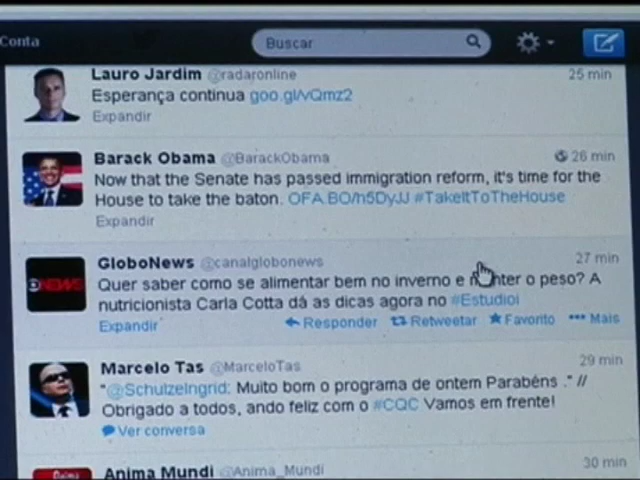 Conta
Buscar
Lauro Jardim @radaronline 25 min
Esperança continua goo.gl/vQmz2
Expandir
Barack Obama @BarackObama 26 min
Now that the Senate has passed immigration reform, it's time for the
House to take the baton. OFA.BO/h5DyJJ #TakeItToTheHouse
Expandir
GloboNews @canalglobonews 27 min
Quer saber como se alimentar bem no inverno e o peso? A
nutricionista Carla Cotta dá as dicas agora no #Estudioi
Expandir Responder Retweetar Favorito Mais
NEWS
Marcelo Tas @MarceloTas 29 min
"@SchulzeIngrid: Muito bom o programa de ontem Parabéns ." //
Obrigado a todos, ando feliz com o #CQC Vamos em frente!
Ver conversa
Anima Mundi @Anima_Mundi 30 min